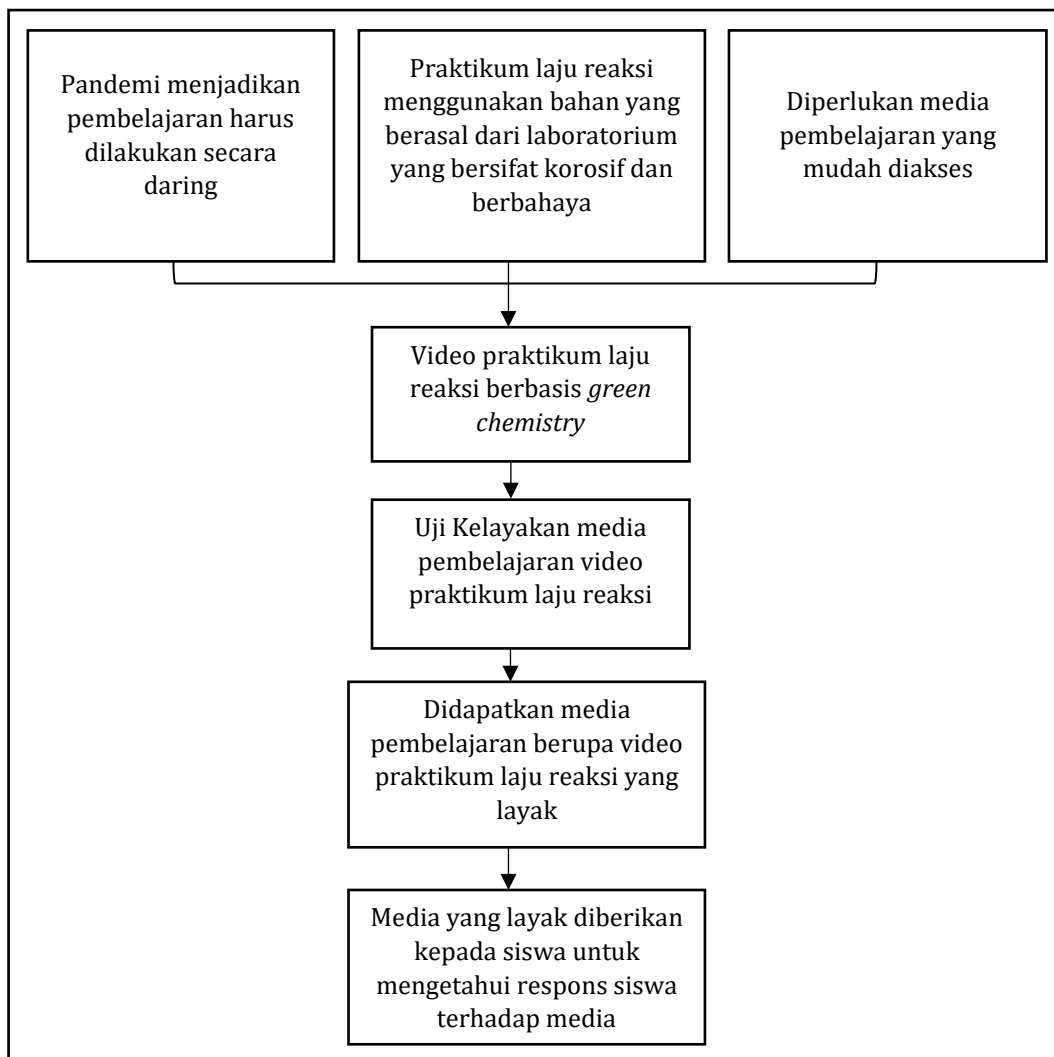 Pandemi menjadikan
pembelajaran harus
dilakukan secara
daring
Praktikum laju reaksi
menggunakan bahan yang
berasal dari laboratorium
yang bersifat korosif dan
berbahaya
Diperlukan media
pembelajaran yang
mudah diakses
Video praktikum laju
reaksi berbasis green
chemistry
Uji Kelayakan media
pembelajaran video
praktikum laju reaksi
Didapatkan media
pembelajaran berupa video
praktikum laju reaksi yang
layak
Media yang layak diberikan
kepada siswa untuk
mengetahui respons siswa
terhadap media